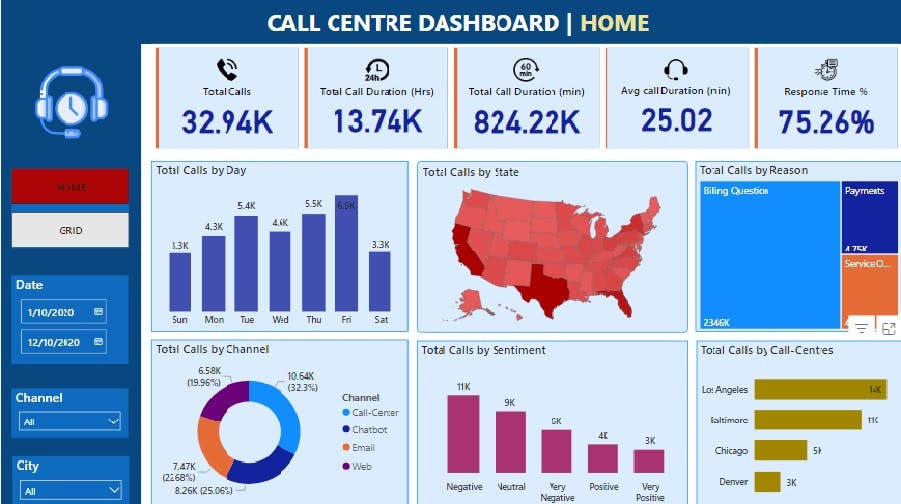 CALL CENTRE DASHBOARD | HOME
24h
60 min
Total Calls
32.94K
Total Call Duration (Hrs)
13.74K
Total Call Duration (min)
824.22K
Avg call Duration (min)
25.02
Response Time %
75.26%
HOME
GRID
Date
1/10/2020
12/10/2020
Channel
All
City
All
Total Calls by Day
3.3K
4.3K
5.4K
4.6K
5.5K
6.5K
3.3K
Sun Mon Tue Wed Thu Fri Sat
Total Calls by State
Total Calls by Reason
Billing Question
Payments
4.75K
Service O...
2346K
Total Calls by Channel
6.58K
(19.96%)
10.64K
(32.3%)
7.47K
(22.68%)
8.26K (25.06%)
Channel
Call-Center
Chatbot
Email
Web
Total Calls by Sentiment
11K
9K
6K
4K
3K
Negative Neutral Very Negative Positive Very Positive
Total Calls by Call-Centres
Los Angeles 14K
Baltimore 11K
Chicago 5K
Denver 3K